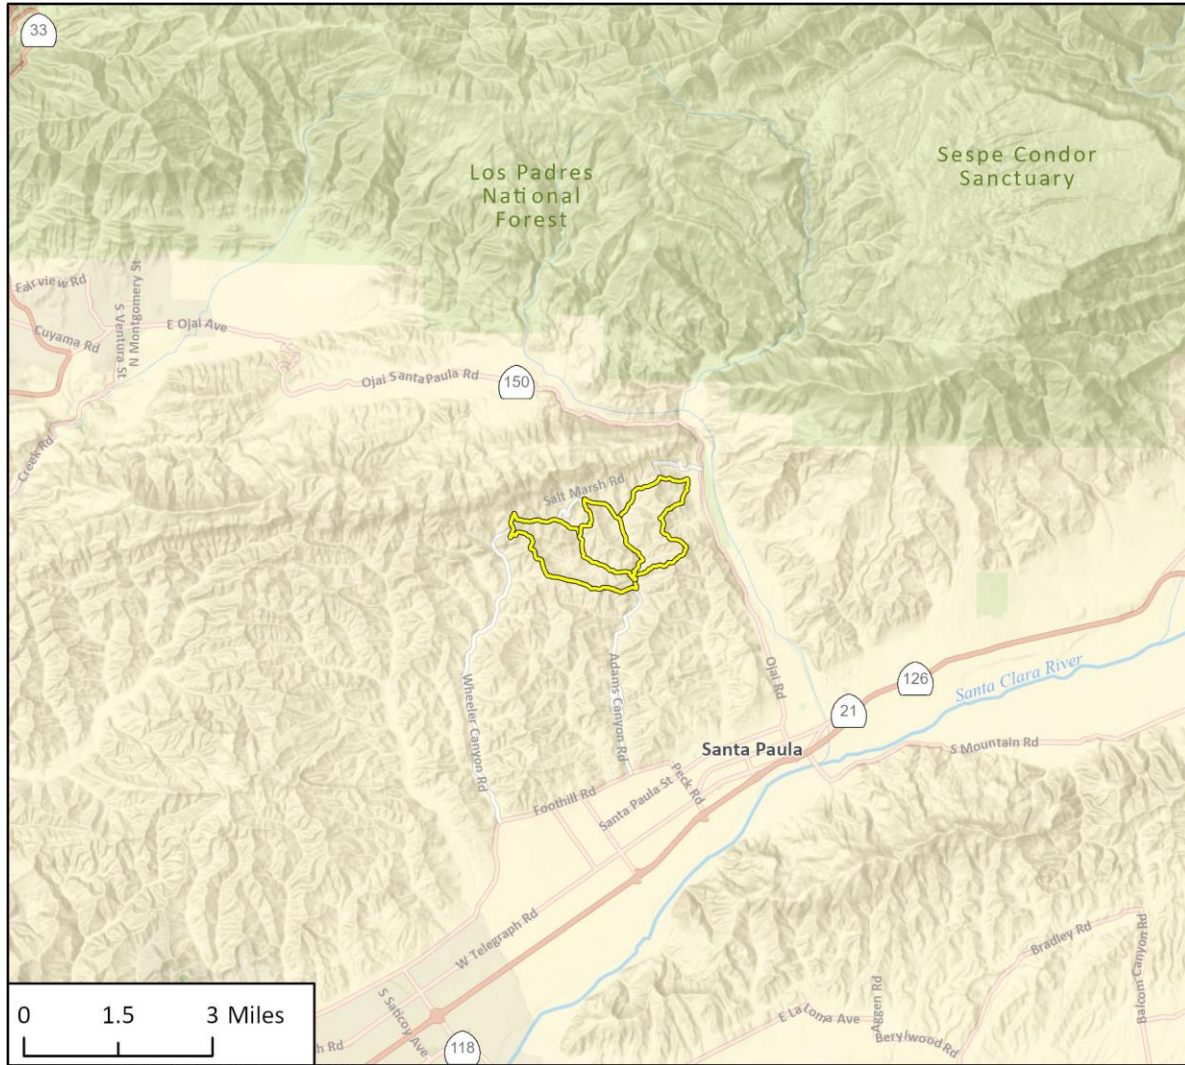 33
Los Padres
National
Forest
Sespe Condor
Sanctuary
Fairview Rd
S Ventura St
N Montgomery St
E Ojai Ave
Cuyama Rd
Ojai Santa Paula Rd
150
Creek Rd
Salt Marsh Rd
Wheeler Canyon Rd
Adams Canyon Rd
Ojai Rd
126
Santa Clara River
21
Santa Paula
S Mountain Rd
Peck Rd
Foothill Rd
Santa Paula St
W Telegraph Rd
Bradley Rd
Balcom Canyon Rd
Aggen Rd
E La Loma Ave
Berylwood Rd
S Saticoy Ave
118
h Rd
0 1.5 3 Miles